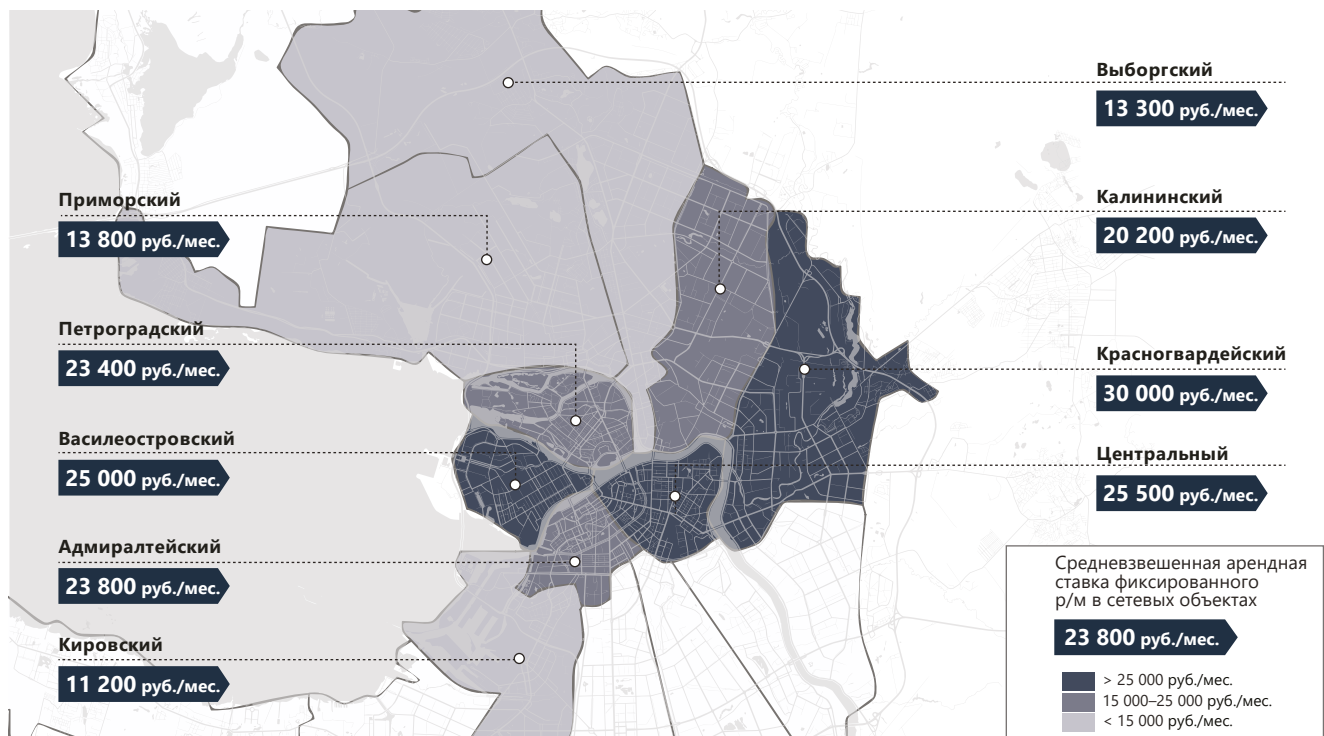 Приморский
13 800 руб./мес.
Петроградский
23 400 руб./мес.
Василеостровский
25 000 руб./мес.
Адмиралтейский
23 800 руб./мес.
Кировский
11 200 руб./мес.
Выборгский
13 300 руб./мес.
Калининский
20 200 руб./мес.
Красногвардейский
30 000 руб./мес.
Центральный
25 500 руб./мес.
Средневзвешенная арендная
ставка фиксированного
р/м в сетевых объектах
23 800 руб./мес.
> 25 000 руб./мес.
15 000–25 000 руб./мес.
< 15 000 руб./мес.